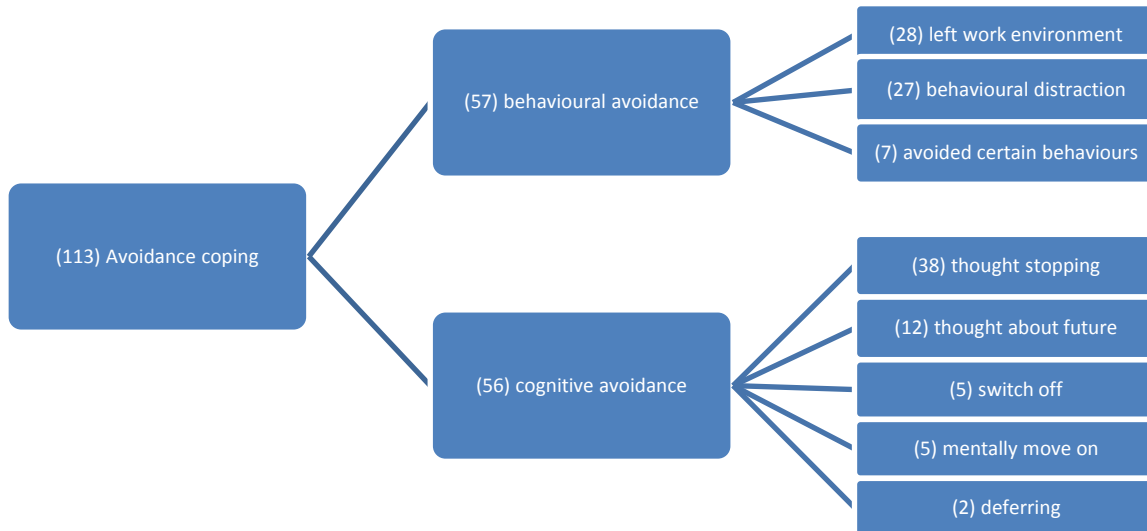 (113) Avoidance coping
(57) behavioural avoidance
(28) left work environment
(27) behavioural distraction
(7) avoided certain behaviours
(56) cognitive avoidance
(38) thought stopping
(12) thought about future
(5) switch off
(5) mentally move on
(2) deferring